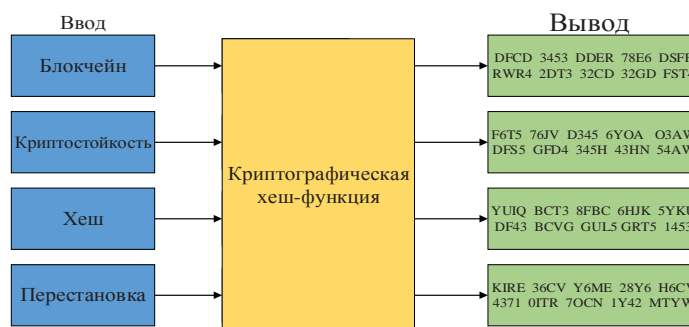 Ввод
Вывод
Блокчейн
DFCD 3453 DDER 78E6
RWR4 2DT3 32CD 32GD
Криптостойкость
F6T5 76JV D345 6YOA
DFS5 GFD4 345H 43HN
Криптографическая
хеш-функция
Хеш
YUIQ BCT3 8FBC 6HJK
DF43 BCVG GUL5 GRT5
Перестановка
KIRE 36CV Y6ME 28Y6
4371 0ITR 7OCN 1Y42